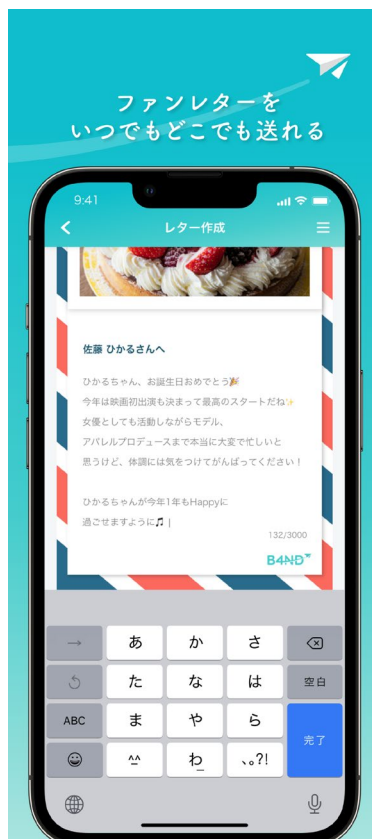 ファンレターを
いつでもどこでも送れる
9:41
レター作成
佐藤 ひかるさんへ
ひかるちゃん、お誕生日おめでとう🎉
今年は映画初出演も決まって最高のスタートだね✨
女優としても活動しながらモデル、
アパレルプロデュースまで本当に大変で忙しいと
思うけど、体調には気をつけてがんばってください！
ひかるちゃんが今年1年もHappyに
過ごせますように🎵
132/3000
B4ND
→ あ か さ
た な は 空白
ABC ま や ら 完了
^^ わ 、。?!